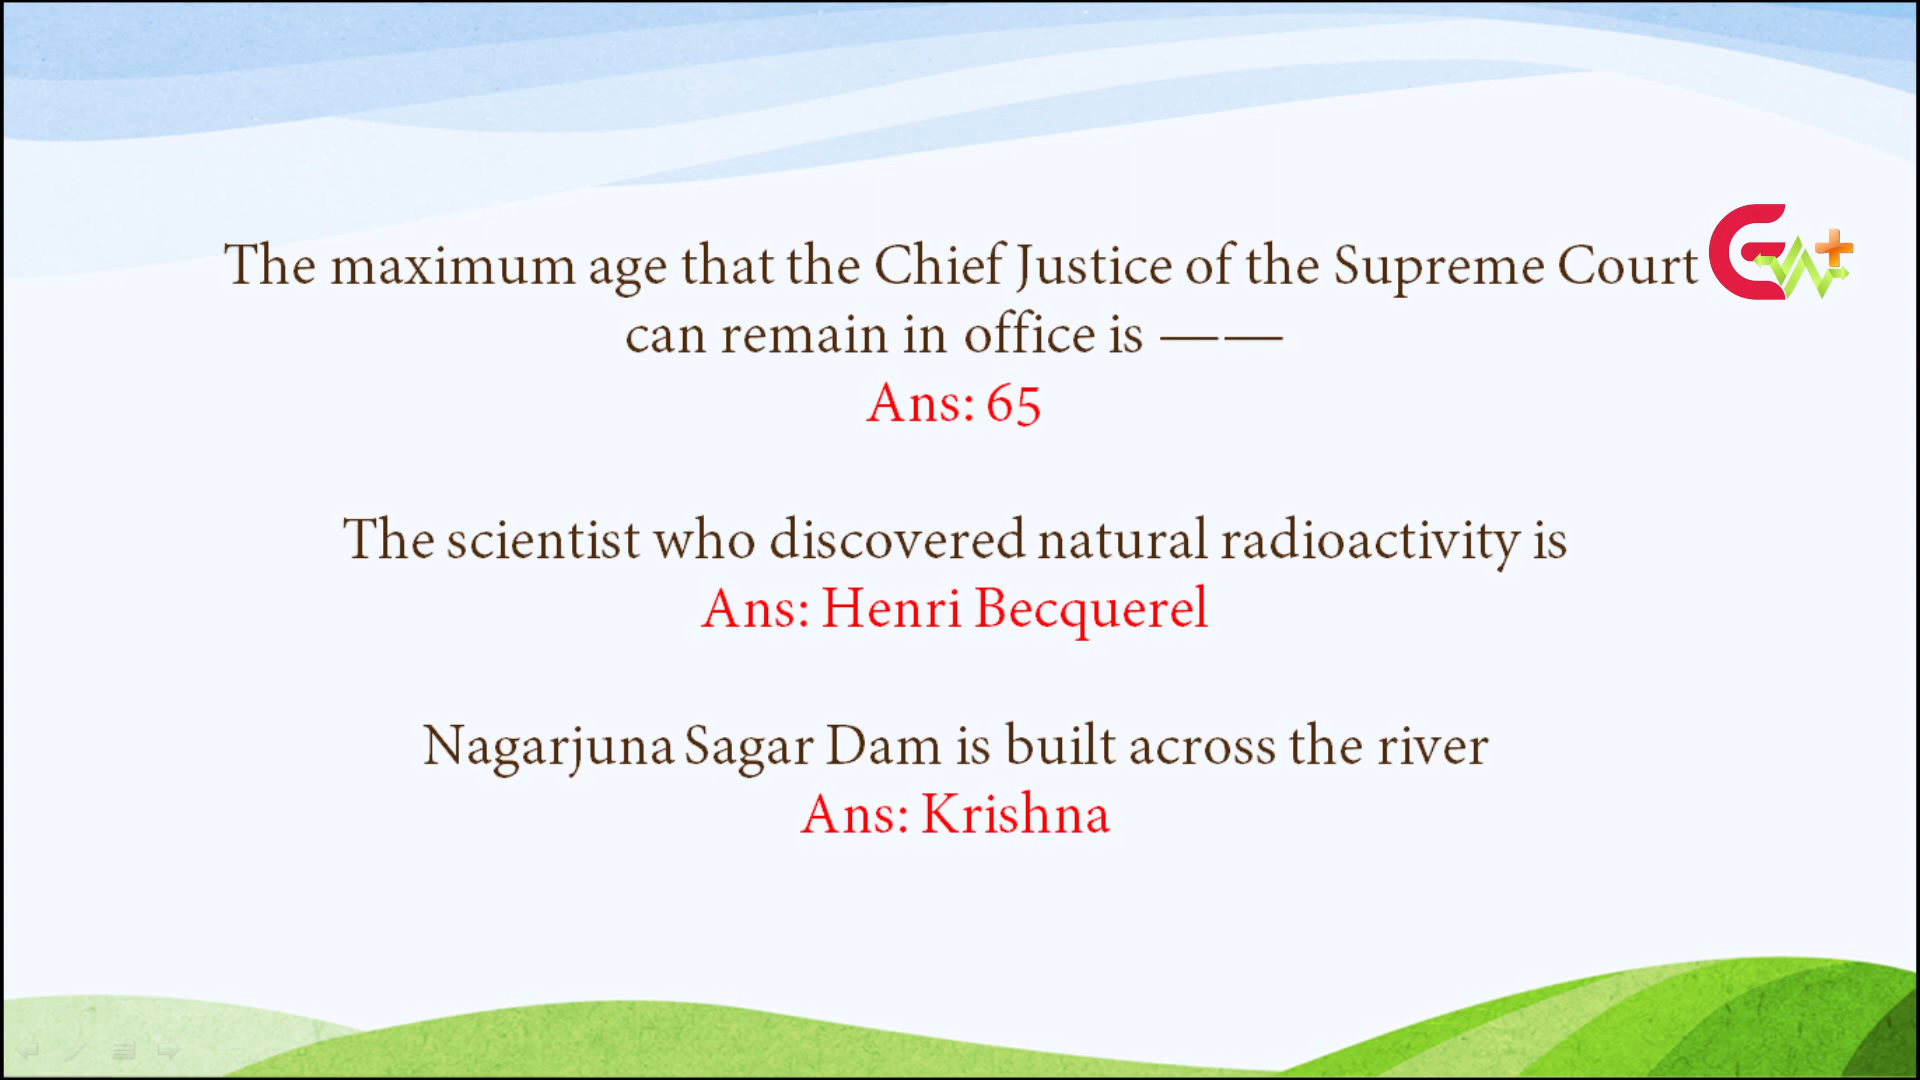 The maximum age that the Chief Justice of the Supreme Court
can remain in office is ——
Ans: 65
The scientist who discovered natural radioactivity is
Ans: Henri Becquerel
Nagarjuna Sagar Dam is built across the river
Ans: Krishna